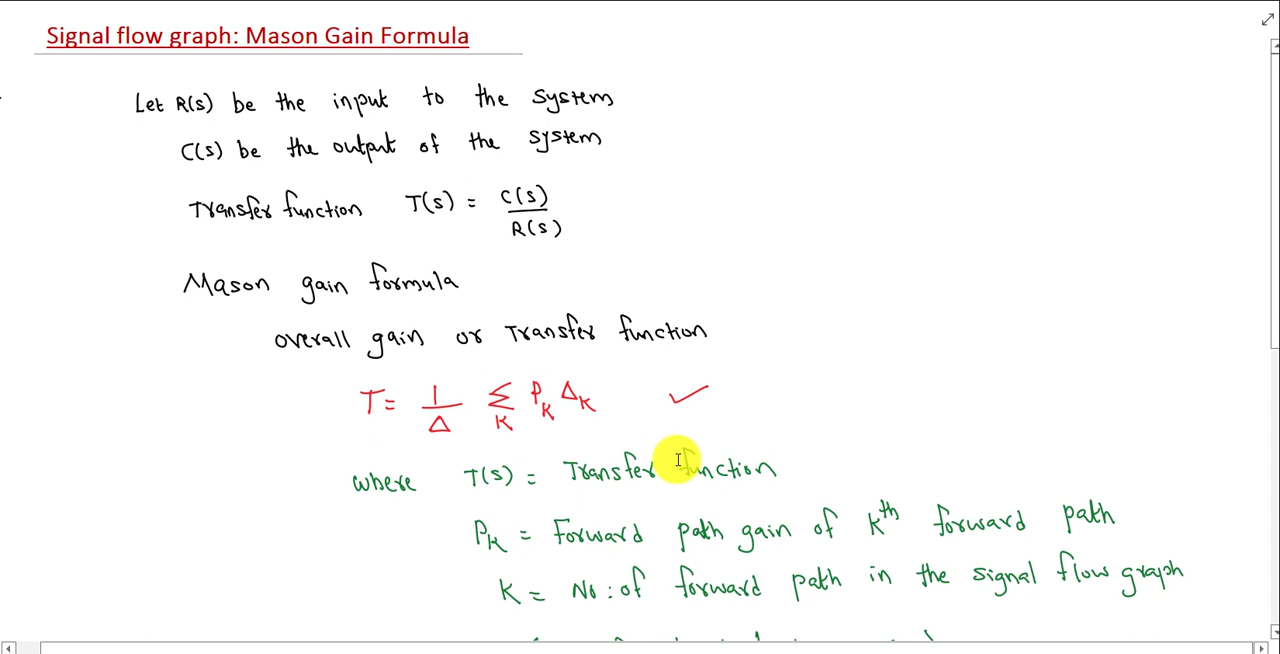 Signal flow graph: Mason Gain Formula
Let R(s) be the input to the system
C(s) be the output of the system
Transfer function T(s) = C(s) / R(s)
Mason gain formula
overall gain or Transfer function
T = 1/Δ Σ_K P_K Δ_K ✓
where T(s) = Transfer function
P_K = Forward path gain of K^th forward path
K = No: of forward path in the signal flow graph